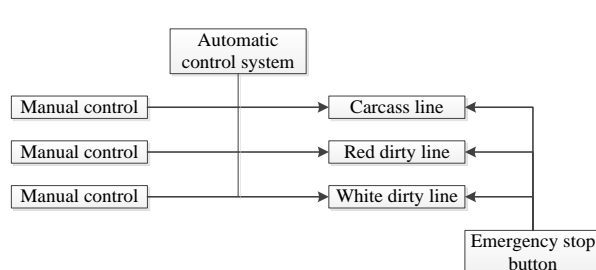 Automatic
control system
Manual control
Carcass line
Manual control
Red dirty line
Manual control
White dirty line
Emergency stop
button